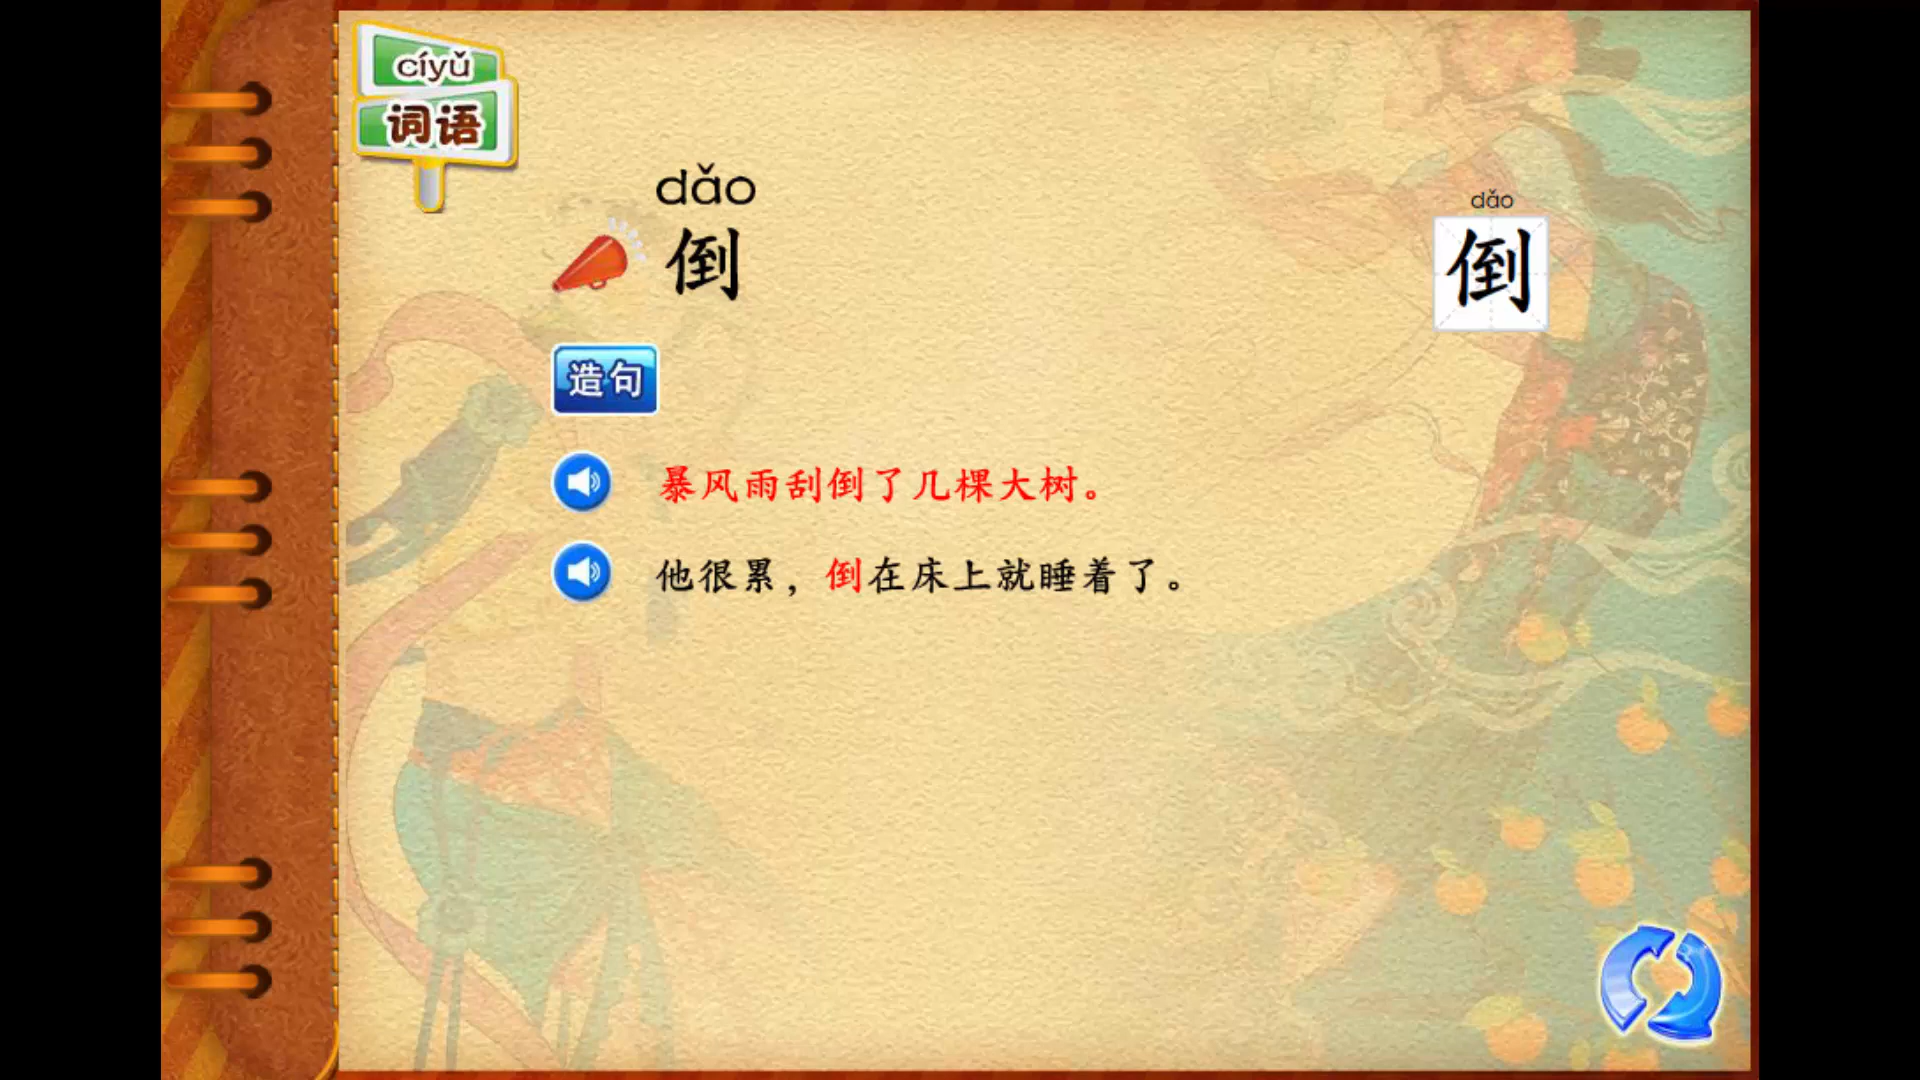 cíyǔ
词语
dǎo
倒
dǎo
倒
造句
暴风雨刮倒了几棵大树。
他很累，倒在床上就睡着了。